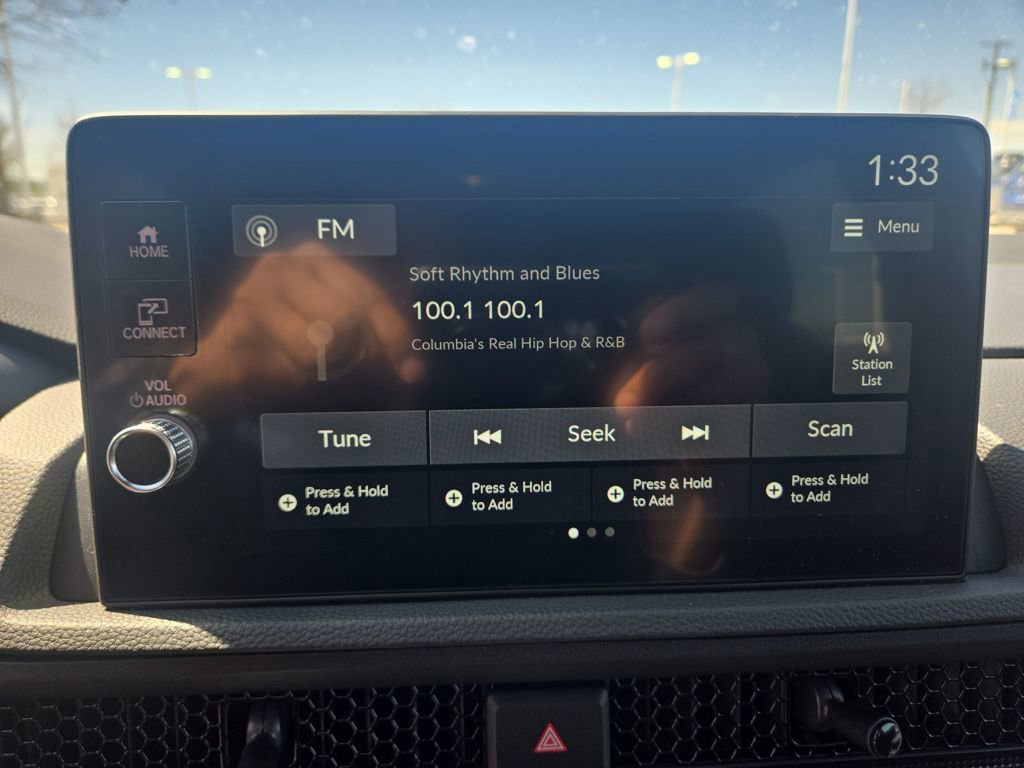 1:33
HOME
FM
Menu
Soft Rhythm and Blues
100.1 100.1
CONNECT
Columbia's Real Hip Hop & R&B
Station
List
VOL
AUDIO
Tune
Seek
Scan
Press & Hold
to Add
Press & Hold
to Add
Press & Hold
to Add
Press & Hold
to Add